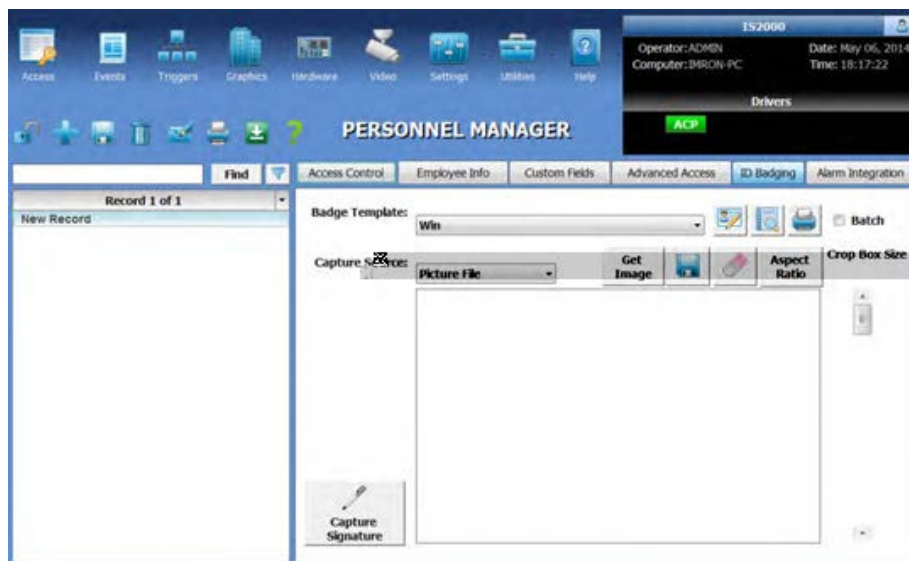 IS2000
Operator:ADMIN
Date: May 06, 2014
Computer:IMRON-PC
Time: 18:17:22
Access
Events
Triggers
Graphics
Hardware
Video
Settings
Utilities
Help
Drivers
ACP
?
PERSONNEL MANAGER
Find
Access Control
Employee Info
Custom Fields
Advanced Access
ID Badging
Alarm Integration
Record 1 of 1
New Record
Badge Template:
Win
Batch
Capture Source:
Picture File
Get
Image
Aspect
Ratio
Crop Box Size
Capture
Signature